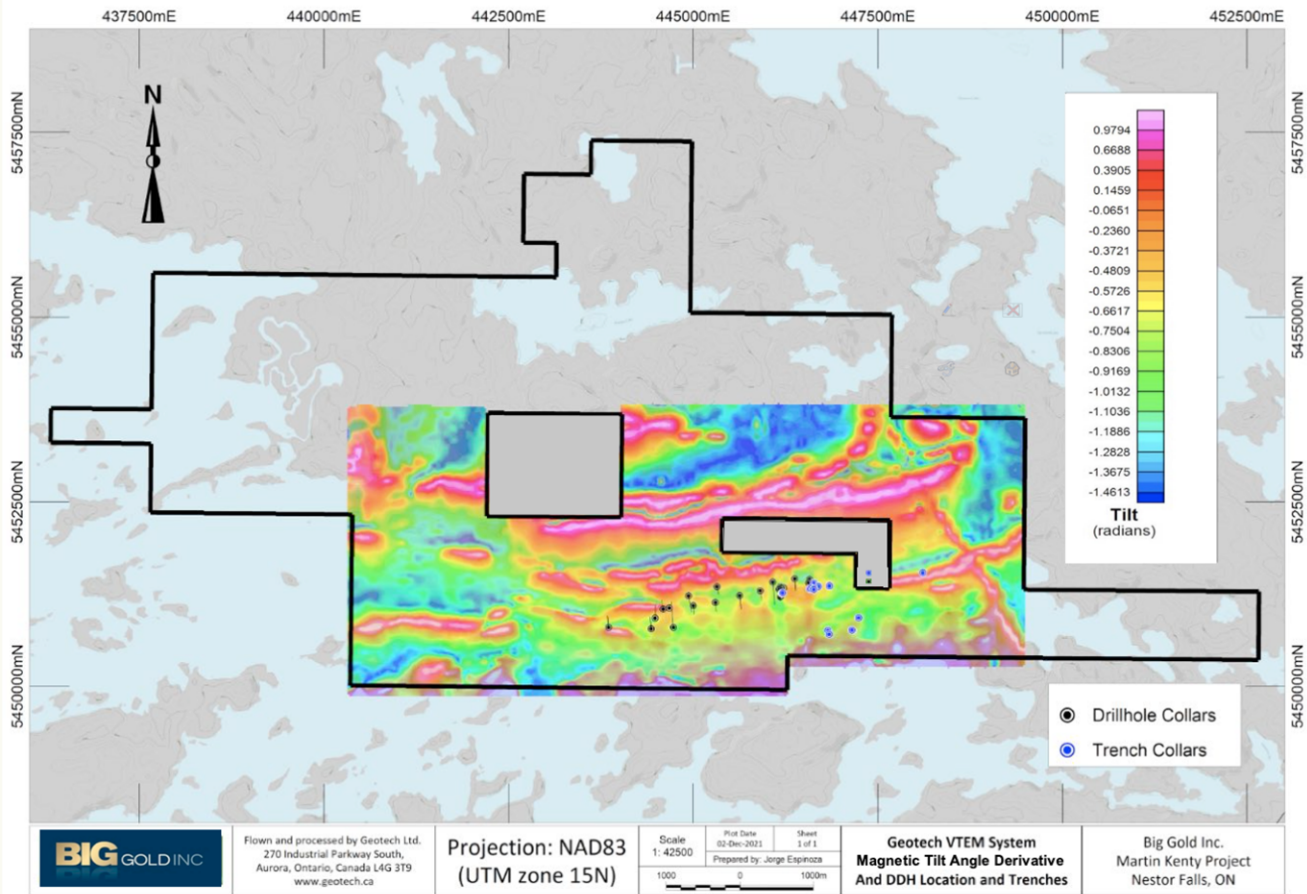 437500mE 440000mE 442500mE 445000mE 447500mE 450000mE 452500mE
5457500mN 5457500mN
5455000mN 5455000mN
5452500mN 5452500mN
5450000mN 5450000mN
N
0.9794
0.6688
0.3905
0.1459
-0.0651
-0.2360
-0.3721
-0.4809
-0.5726
-0.6617
-0.7504
-0.8306
-0.9169
-1.0132
-1.1036
-1.1886
-1.2828
-1.3675
-1.4613
Tilt
(radians)
Drillhole Collars
Trench Collars
BIG GOLD INC
Flown and processed by Geotech Ltd.
270 Industrial Parkway South,
Aurora, Ontario, Canada L4G 3T9
www.geotech.ca
Projection: NAD83
(UTM zone 15N)
Scale
1: 42500
Plot Date
02-Dec-2021
Sheet
1 of 1
Prepared by: Jorge Espinoza
1000 0 1000m
Geotech VTEM System
Magnetic Tilt Angle Derivative
And DDH Location and Trenches
Big Gold Inc.
Martin Kenty Project
Nestor Falls, ON